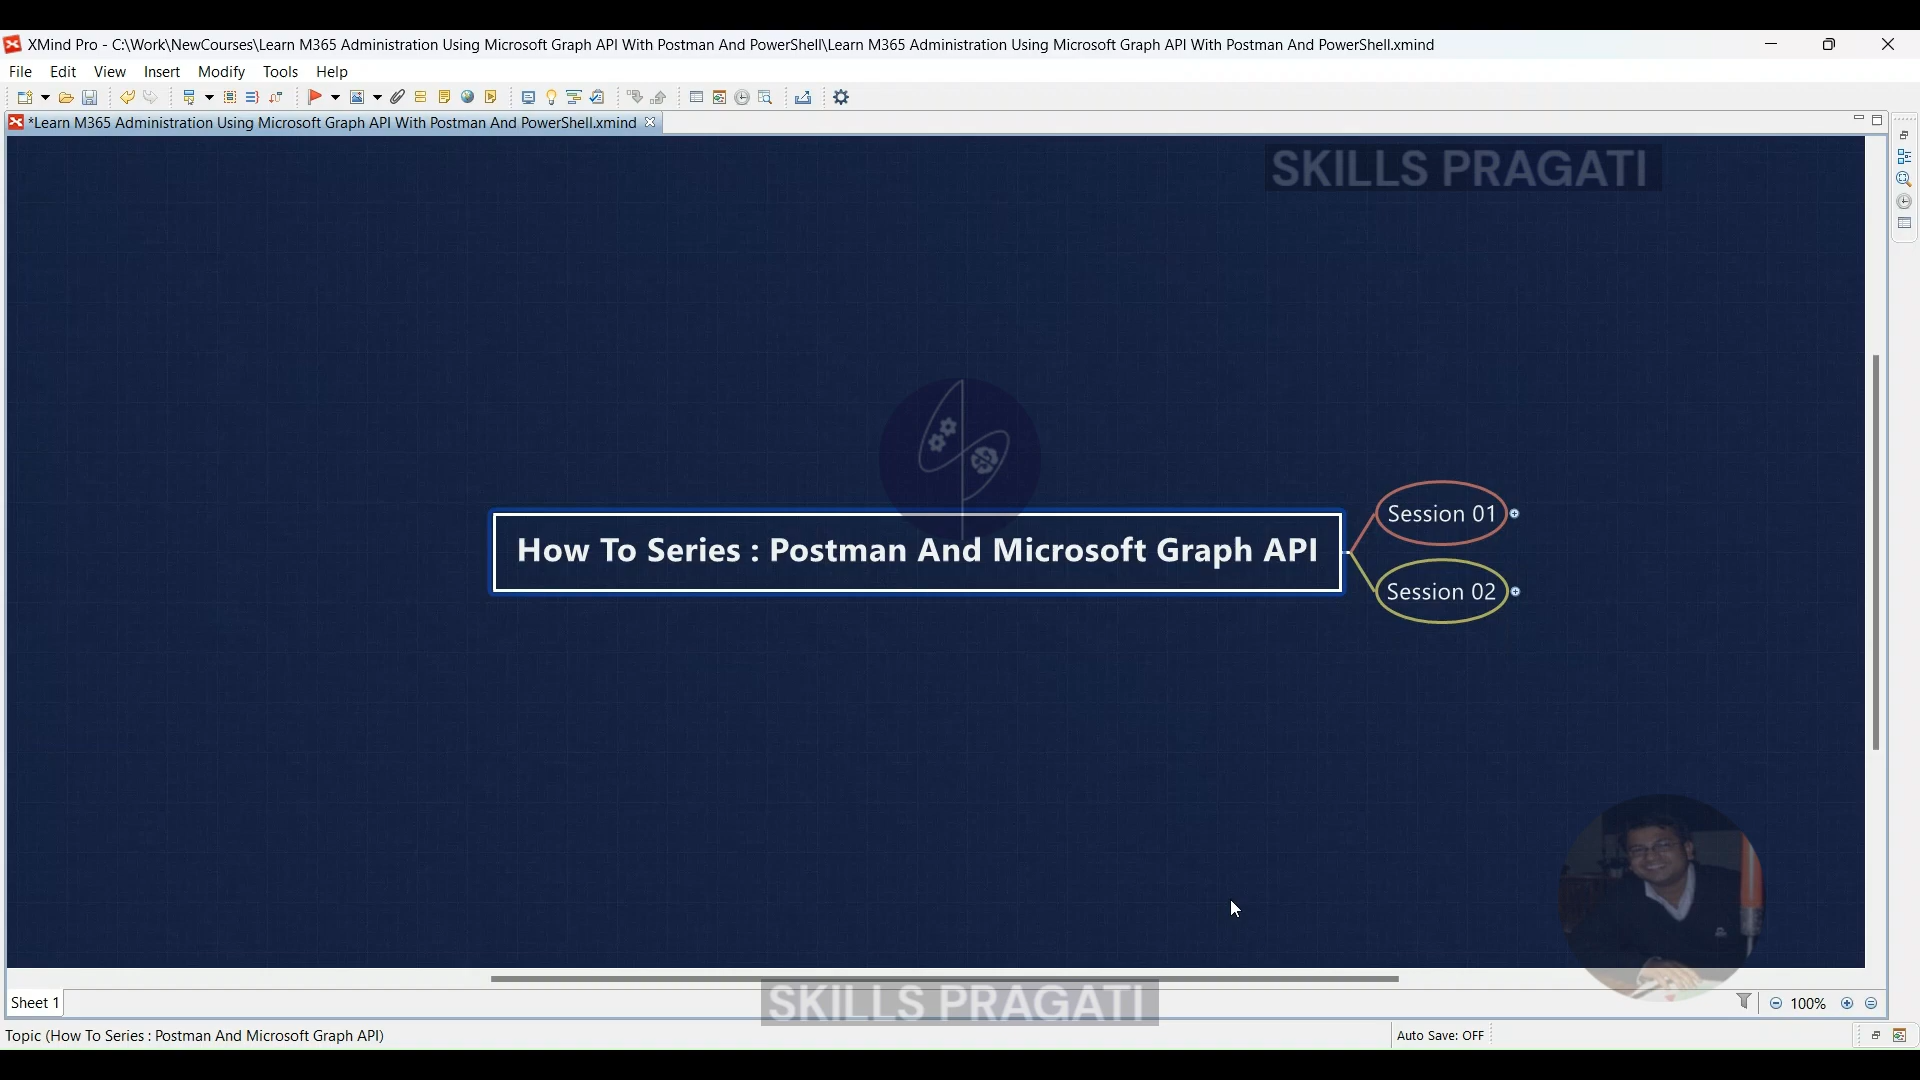 XMind Pro - C:\Work\NewCourses\Learn M365 Administration Using Microsoft Graph API With Postman And PowerShell\Learn M365 Administration Using Microsoft Graph API With Postman And PowerShell.xmind
File Edit View Insert Modify Tools Help
*Learn M365 Administration Using Microsoft Graph API With Postman And PowerShell.xmind
SKILLS PRAGATI
Session 01
How To Series : Postman And Microsoft Graph API
Session 02
Sheet 1
SKILLS PRAGATI
100%
Topic (How To Series : Postman And Microsoft Graph API)
Auto Save: OFF